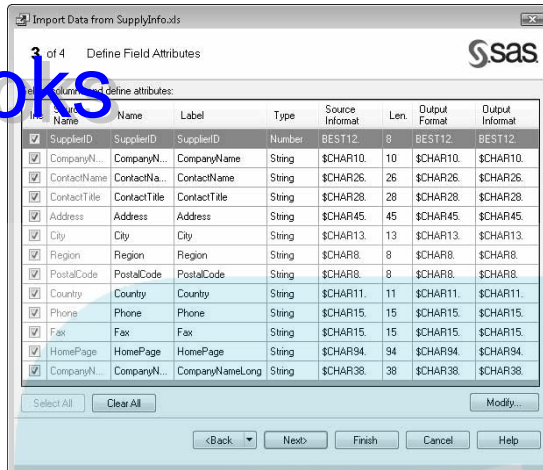 Import Data from SupplyInfo.xls
3 of 4 Define Field Attributes
sas
oks
columns and define attributes:
Source Name Name Label Type Source Informat Len. Output Format Output Informat
SupplierID SupplierID SupplierID Number BEST12. 8 BEST12. BEST12.
CompanyN... CompanyN... CompanyName String $CHAR10. 10 $CHAR10. $CHAR10.
ContactName ContactNa... ContactName String $CHAR26. 26 $CHAR26. $CHAR26.
ContactTitle ContactTitle ContactTitle String $CHAR28. 28 $CHAR28. $CHAR28.
Address Address Address String $CHAR45. 45 $CHAR45. $CHAR45.
City City City String $CHAR13. 13 $CHAR13. $CHAR13.
Region Region Region String $CHAR8. 8 $CHAR8. $CHAR8.
PostalCode PostalCode PostalCode String $CHAR8. 8 $CHAR8. $CHAR8.
Country Country Country String $CHAR11. 11 $CHAR11. $CHAR11.
Phone Phone Phone String $CHAR15. 15 $CHAR15. $CHAR15.
Fax Fax Fax String $CHAR15. 15 $CHAR15. $CHAR15.
HomePage HomePage HomePage String $CHAR94. 94 $CHAR94. $CHAR94.
CompanyN... CompanyN... CompanyNameLong String $CHAR38. 38 $CHAR38. $CHAR38.
Select All Clear All Modify...
<Back Next> Finish Cancel Help